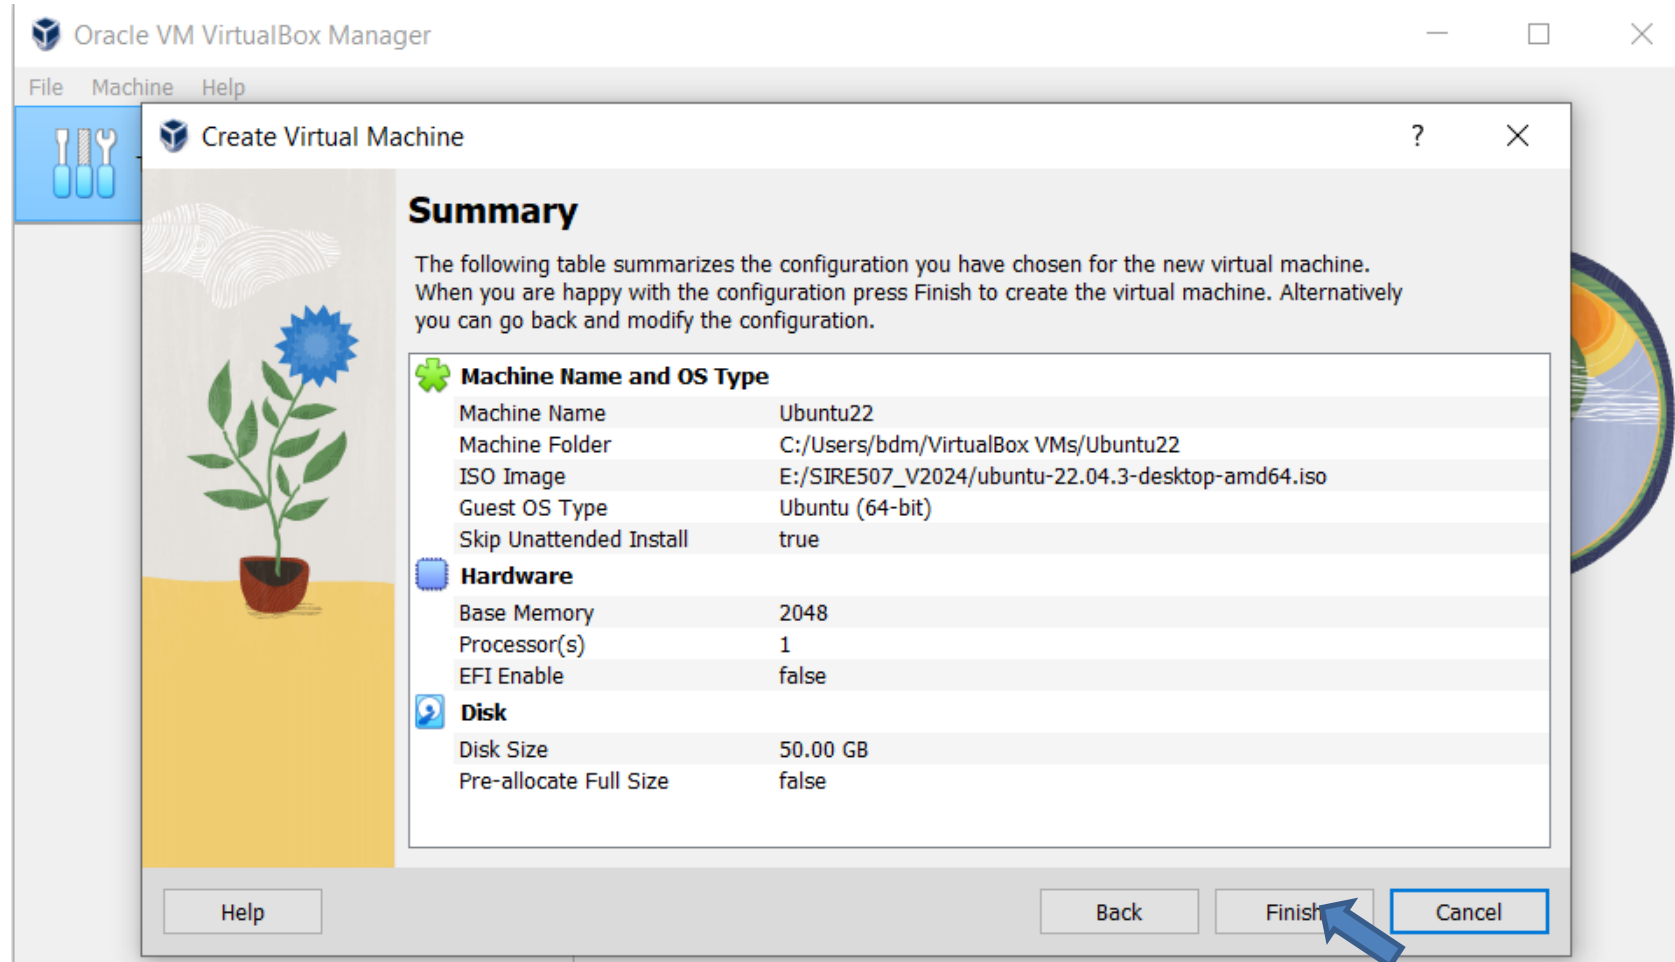 Oracle VM VirtualBox Manager
File Machine Help
Create Virtual Machine ?
Summary
The following table summarizes the configuration you have chosen for the new virtual machine.
When you are happy with the configuration press Finish to create the virtual machine. Alternatively
you can go back and modify the configuration.
Machine Name and OS Type
Machine Name Ubuntu22
Machine Folder C:/Users/bdm/VirtualBox VMs/Ubuntu22
ISO Image E:/SIRE507_V2024/ubuntu-22.04.3-desktop-amd64.iso
Guest OS Type Ubuntu (64-bit)
Skip Unattended Install true
Hardware
Base Memory 2048
Processor(s) 1
EFI Enable false
Disk
Disk Size 50.00 GB
Pre-allocate Full Size false
Help Back Finish Cancel